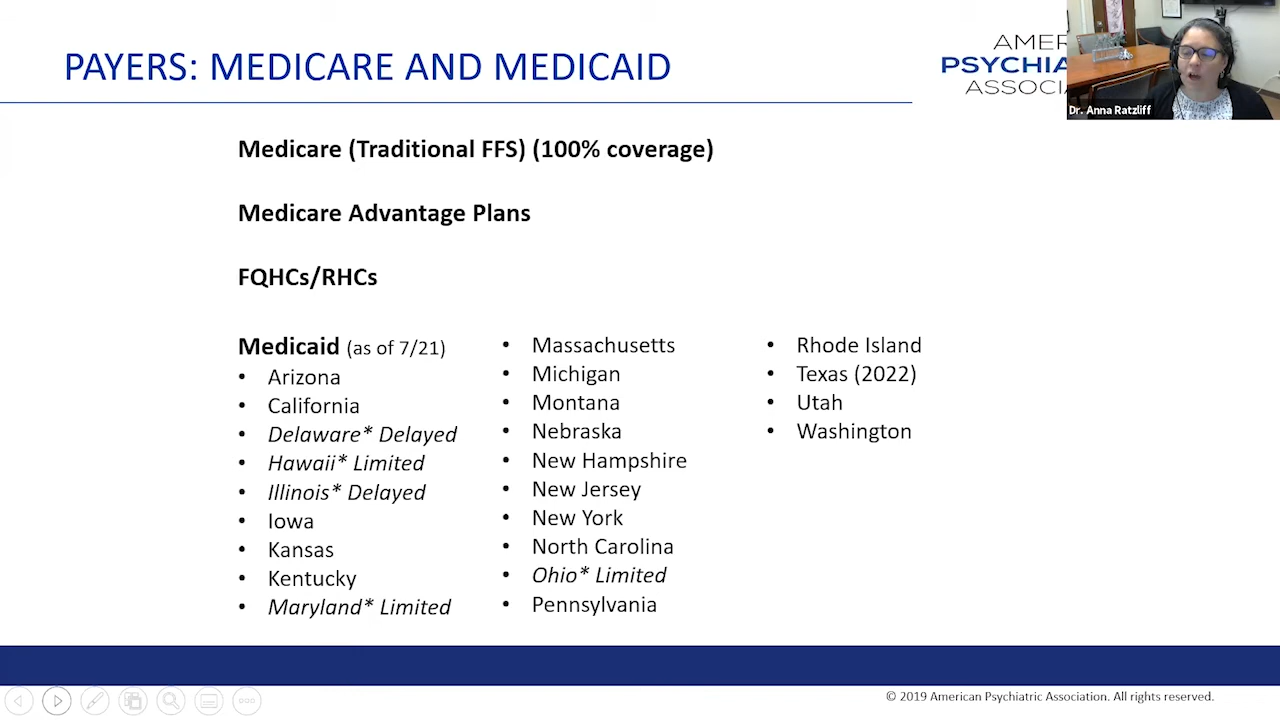 PAYERS: MEDICARE AND MEDICAID
AMER
PSYCHIA
ASSOCI
Dr. Anna Ratzliff
Medicare (Traditional FFS) (100% coverage)
Medicare Advantage Plans
FQHCs/RHCs
Medicaid (as of 7/21)
• Arizona
• California
• Delaware* Delayed
• Hawaii* Limited
• Illinois* Delayed
• Iowa
• Kansas
• Kentucky
• Maryland* Limited
• Massachusetts
• Michigan
• Montana
• Nebraska
• New Hampshire
• New Jersey
• New York
• North Carolina
• Ohio* Limited
• Pennsylvania
• Rhode Island
• Texas (2022)
• Utah
• Washington
© 2019 American Psychiatric Association. All rights reserved.